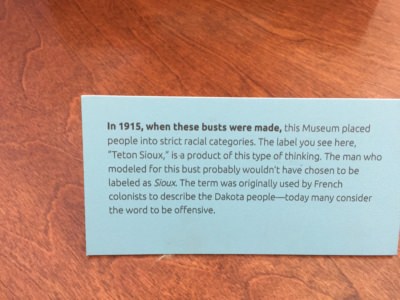 In 1915, when these busts were made, this Museum placed
people into strict racial categories. The label you see here,
"Teton Sioux," is a product of this type of thinking. The man who
modeled for this bust probably wouldn't have chosen to be
labeled as Sioux. The term was originally used by French
colonists to describe the Dakota people—today many consider
the word to be offensive.